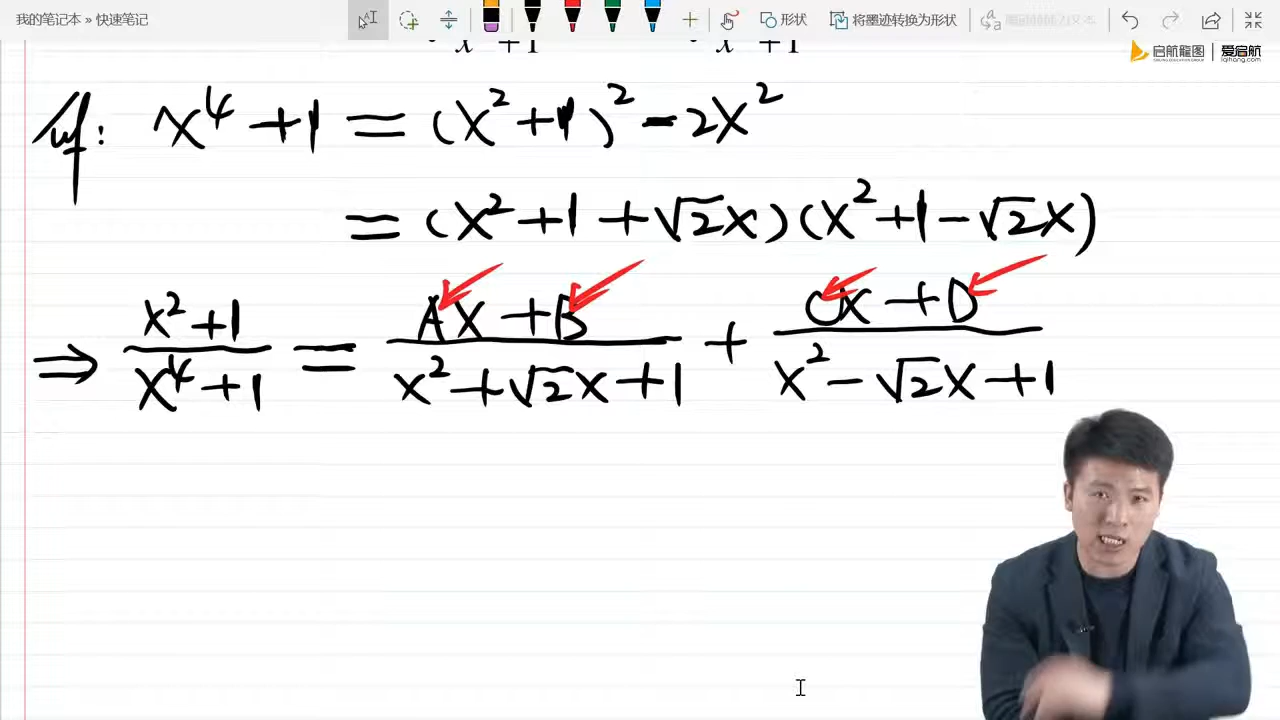 我的笔记本 » 快速笔记
形状 将墨迹转换为形状
x⁴+1 = (x²+1)²-2x²
= (x²+1+√2x)(x²+1-√2x)
⇒ (x²+1)/(x⁴+1) = (Ax+B)/(x²+√2x+1) + (Cx+D)/(x²-√2x+1)
启航龍图 | 爱启航
iqihang.com